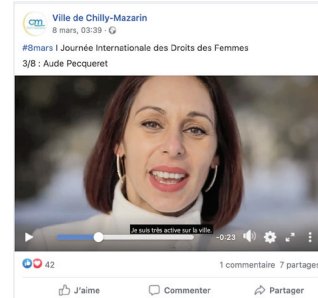 cm
Ville de Chilly-Mazarin
8 mars, 03:39 ·
#8mars I Journée Internationale des Droits des Femmes
3/8 : Aude Pecqueret
Je suis très active sur la ville.
-0:23
42
1 commentaire 7 partages
J'aime Commenter Partager